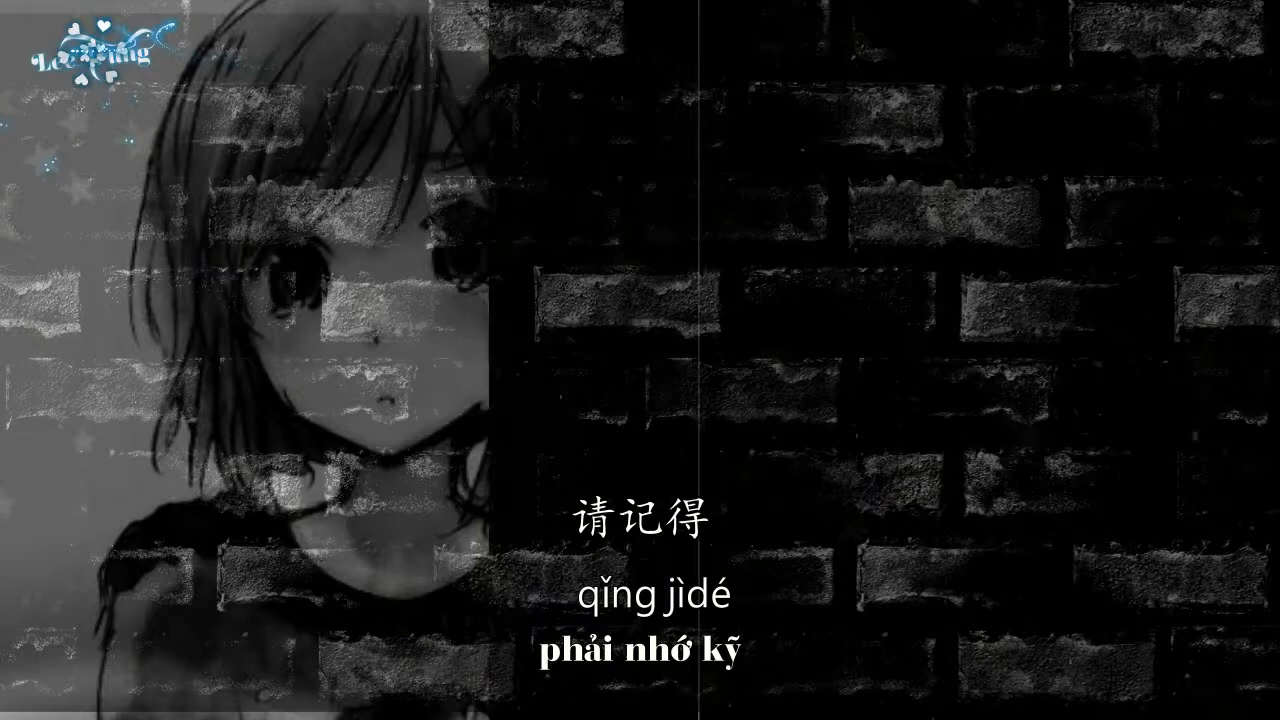 请记得
qǐng jìdé
phải nhớ kỹ